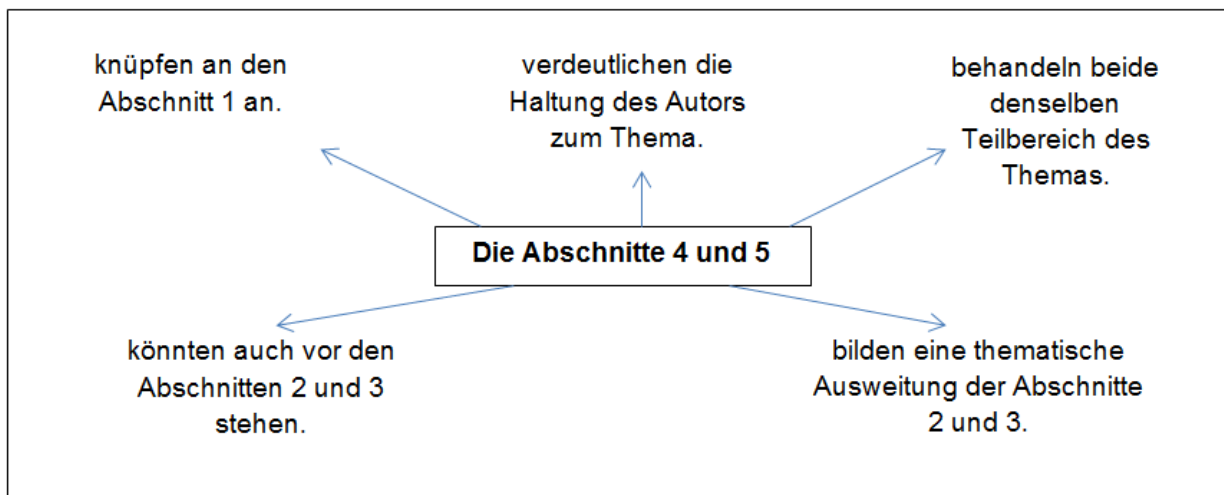 knüpfen an den
Abschnitt 1 an.
verdeutlichen die
Haltung des Autors
zum Thema.
behandeln beide
denselben
Teilbereich des
Themas.
Die Abschnitte 4 und 5
könnten auch vor den
Abschnitten 2 und 3
stehen.
bilden eine thematische
Ausweitung der Abschnitte
2 und 3.